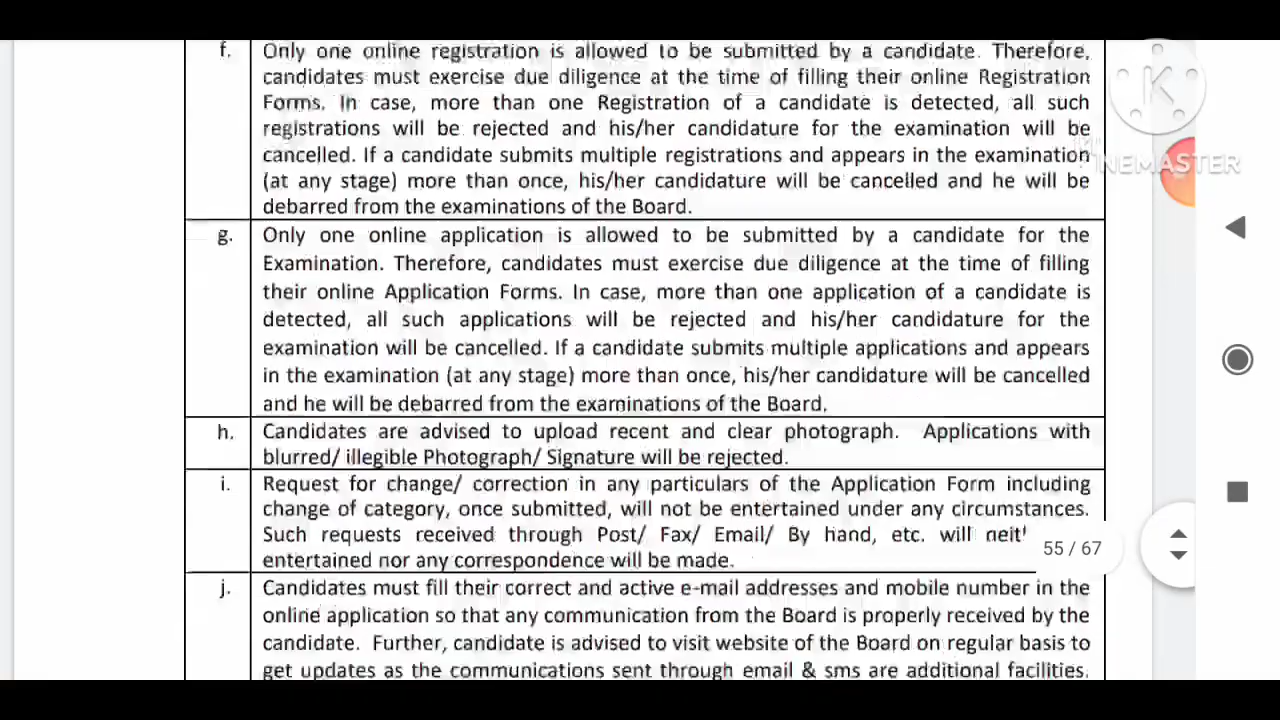 f. Only one online registration is allowed to be submitted by a candidate. Therefore,
candidates must exercise due diligence at the time of filling their online Registration
Forms. In case, more than one Registration of a candidate is detected, all such
registrations will be rejected and his/her candidature for the examination will be
cancelled. If a candidate submits multiple registrations and appears in the examination
(at any stage) more than once, his/her candidature will be cancelled and he will be
debarred from the examinations of the Board.
g. Only one online application is allowed to be submitted by a candidate for the
Examination. Therefore, candidates must exercise due diligence at the time of filling
their online Application Forms. In case, more than one application of a candidate is
detected, all such applications will be rejected and his/her candidature for the
examination will be cancelled. If a candidate submits multiple applications and appears
in the examination (at any stage) more than once, his/her candidature will be cancelled
and he will be debarred from the examinations of the Board.
h. Candidates are advised to upload recent and clear photograph. Applications with
blurred/ illegible Photograph/ Signature will be rejected.
i. Request for change/ correction in any particulars of the Application Form including
change of category, once submitted, will not be entertained under any circumstances.
Such requests received through Post/ Fax/ Email/ By hand, etc. will
entertained nor any correspondence will be made.
j. Candidates must fill their correct and active e-mail addresses and mobile number in the
online application so that any communication from the Board is properly received by the
candidate. Further, candidate is advised to visit website of the Board on regular basis to
get updates as the communications sent through email & sms are additional facilities.
55 / 67
K
INEMASTER